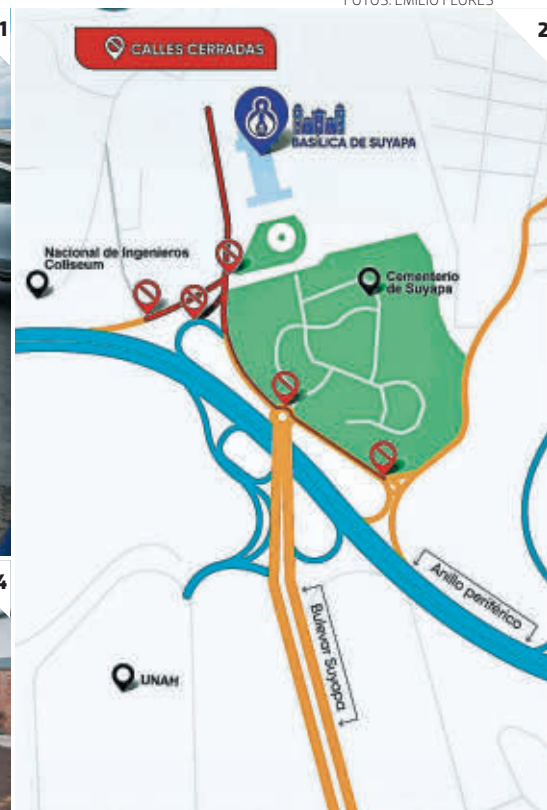 FOTOS: EMILIO FLORES
1
2
CALLES CERRADAS
BASÍLICA DE SUYAPA
Nacional de Ingenieros
Coliseum
Cementerio
de Suyapa
Anillo periférico
Bulevar Suyapa
UNAH
4